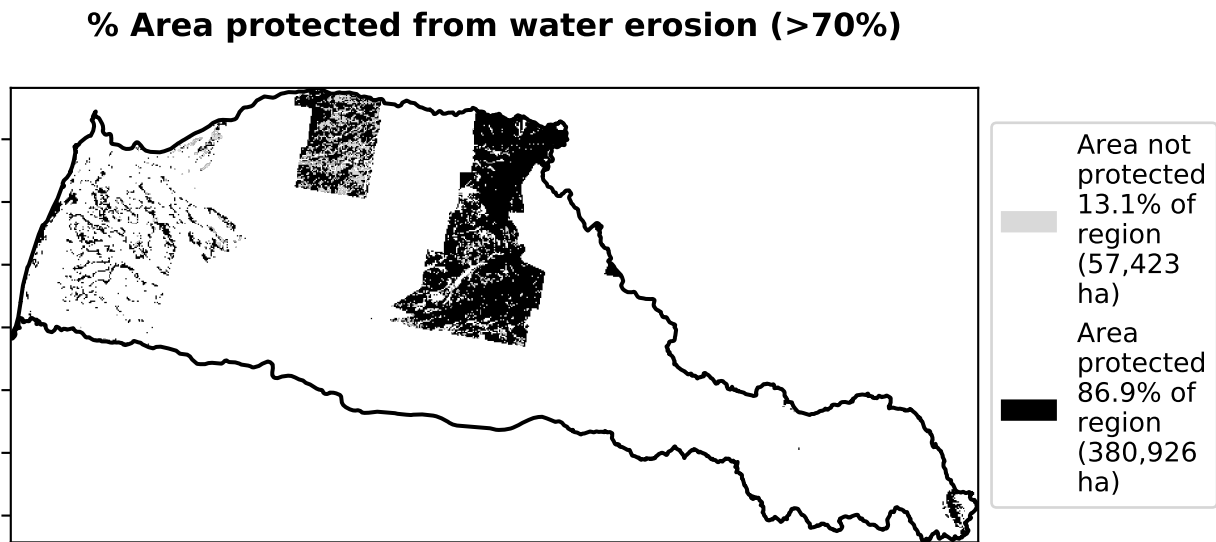 % Area protected from water erosion (>70%)
Area not
protected
13.1% of
region
(57,423
ha)
Area
protected
86.9% of
region
(380,926
ha)